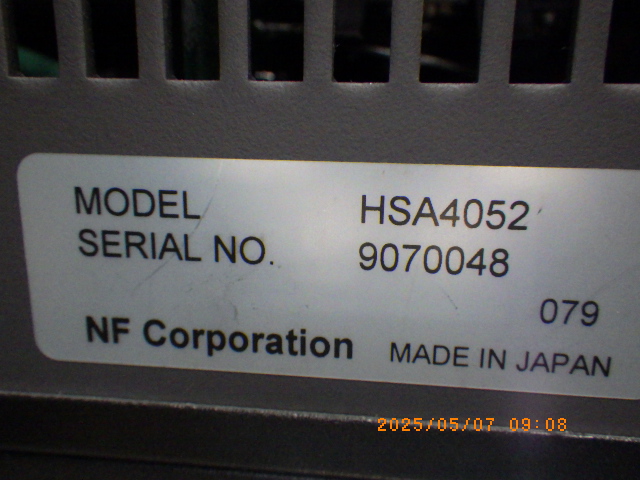 MODEL HSA4052
SERIAL NO. 9070048
079
NF Corporation MADE IN JAPAN
2025/05/07 09:08